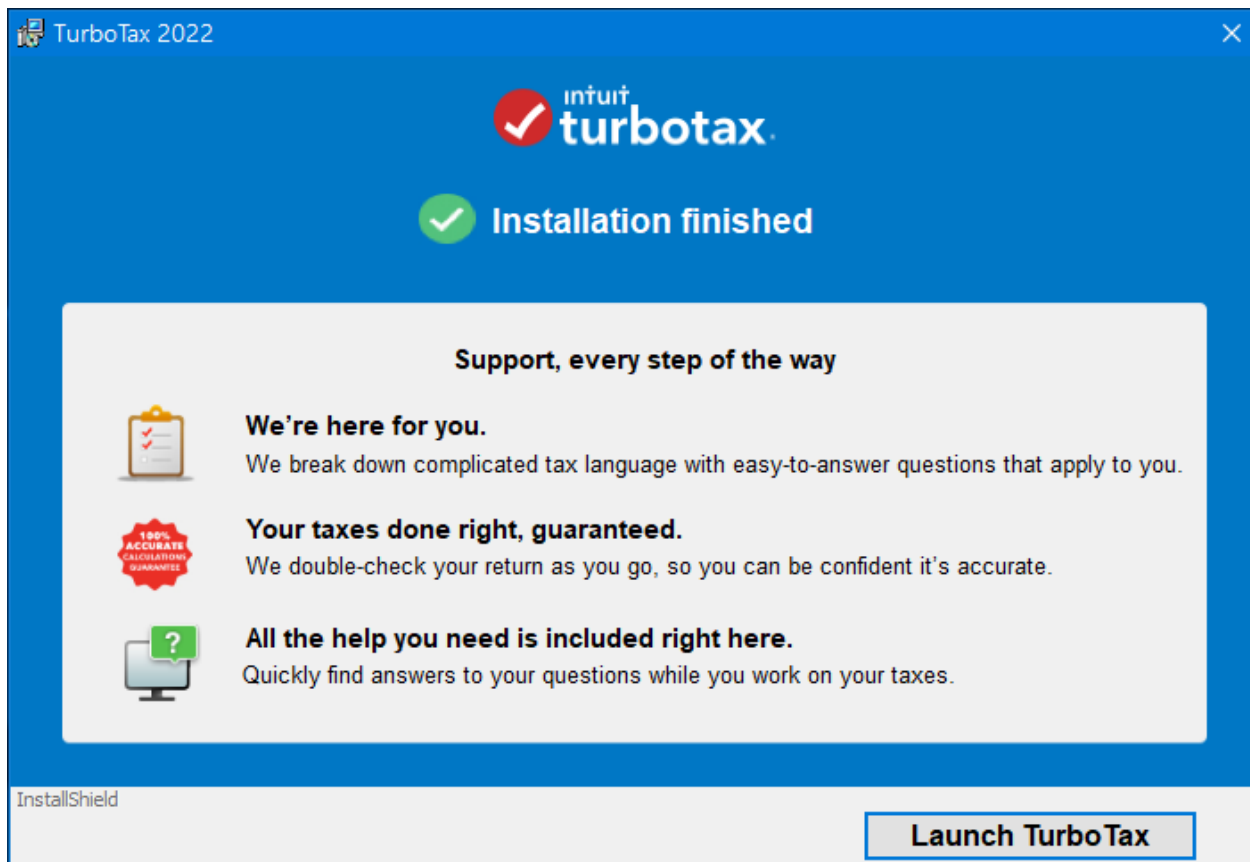 TurboTax 2022
intuit
turbotax.
Installation finished
Support, every step of the way
We’re here for you.
We break down complicated tax language with easy-to-answer questions that apply to you.
100%
ACCURATE
CALCULATIONS
GUARANTEE
Your taxes done right, guaranteed.
We double-check your return as you go, so you can be confident it’s accurate.
?
All the help you need is included right here.
Quickly find answers to your questions while you work on your taxes.
InstallShield
Launch TurboTax